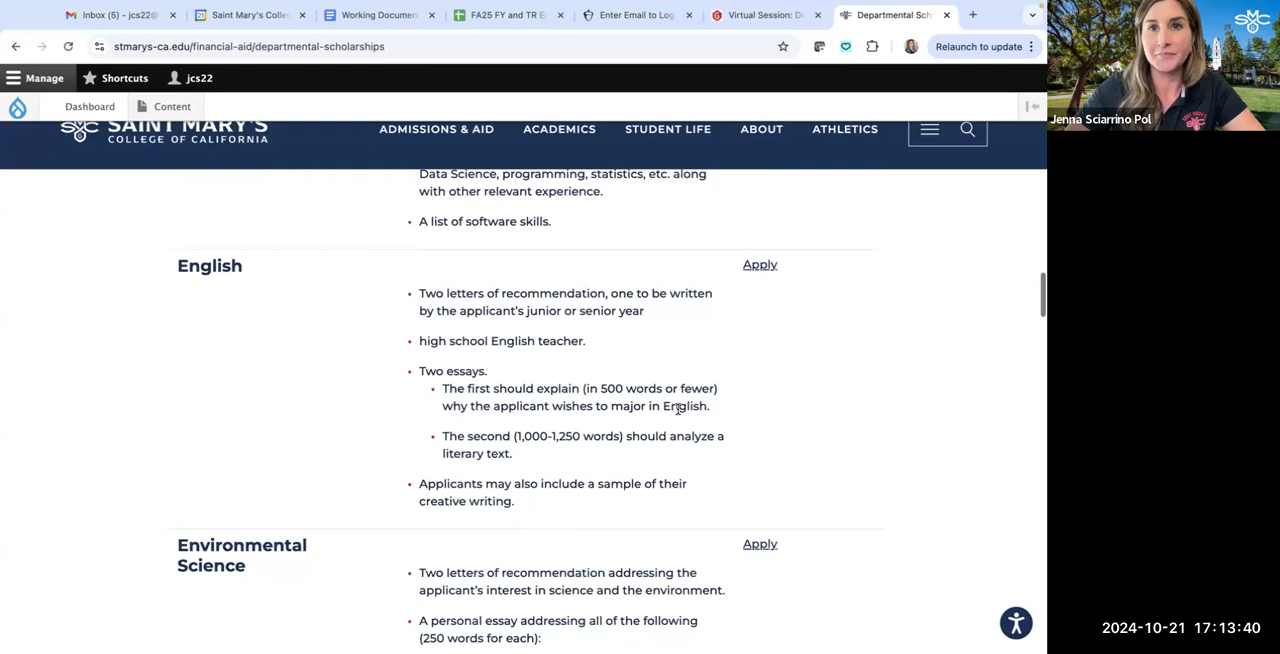 Inbox (5) - jcs22@
Saint Mary's Colle
Working Documen
FA25 FY and TR E
Enter Email to Log
Virtual Session: D
Departmental Sch
stmarys-ca.edu/financial-aid/departmental-scholarships
Relaunch to update
SMC
Manage
Shortcuts
jcs22
Dashboard
Content
Jenna Sciarrino Pol
SAINT MARY'S
COLLEGE OF CALIFORNIA
ADMISSIONS & AID
ACADEMICS
STUDENT LIFE
ABOUT
ATHLETICS
Data Science, programming, statistics, etc. along
with other relevant experience.
• A list of software skills.
English
Apply
• Two letters of recommendation, one to be written
by the applicant's junior or senior year
• high school English teacher.
• Two essays.
• The first should explain (in 500 words or fewer)
why the applicant wishes to major in English.
• The second (1,000-1,250 words) should analyze a
literary text.
• Applicants may also include a sample of their
creative writing.
Environmental
Science
Apply
• Two letters of recommendation addressing the
applicant's interest in science and the environment.
• A personal essay addressing all of the following
(250 words for each):
2024-10-21 17:13:40